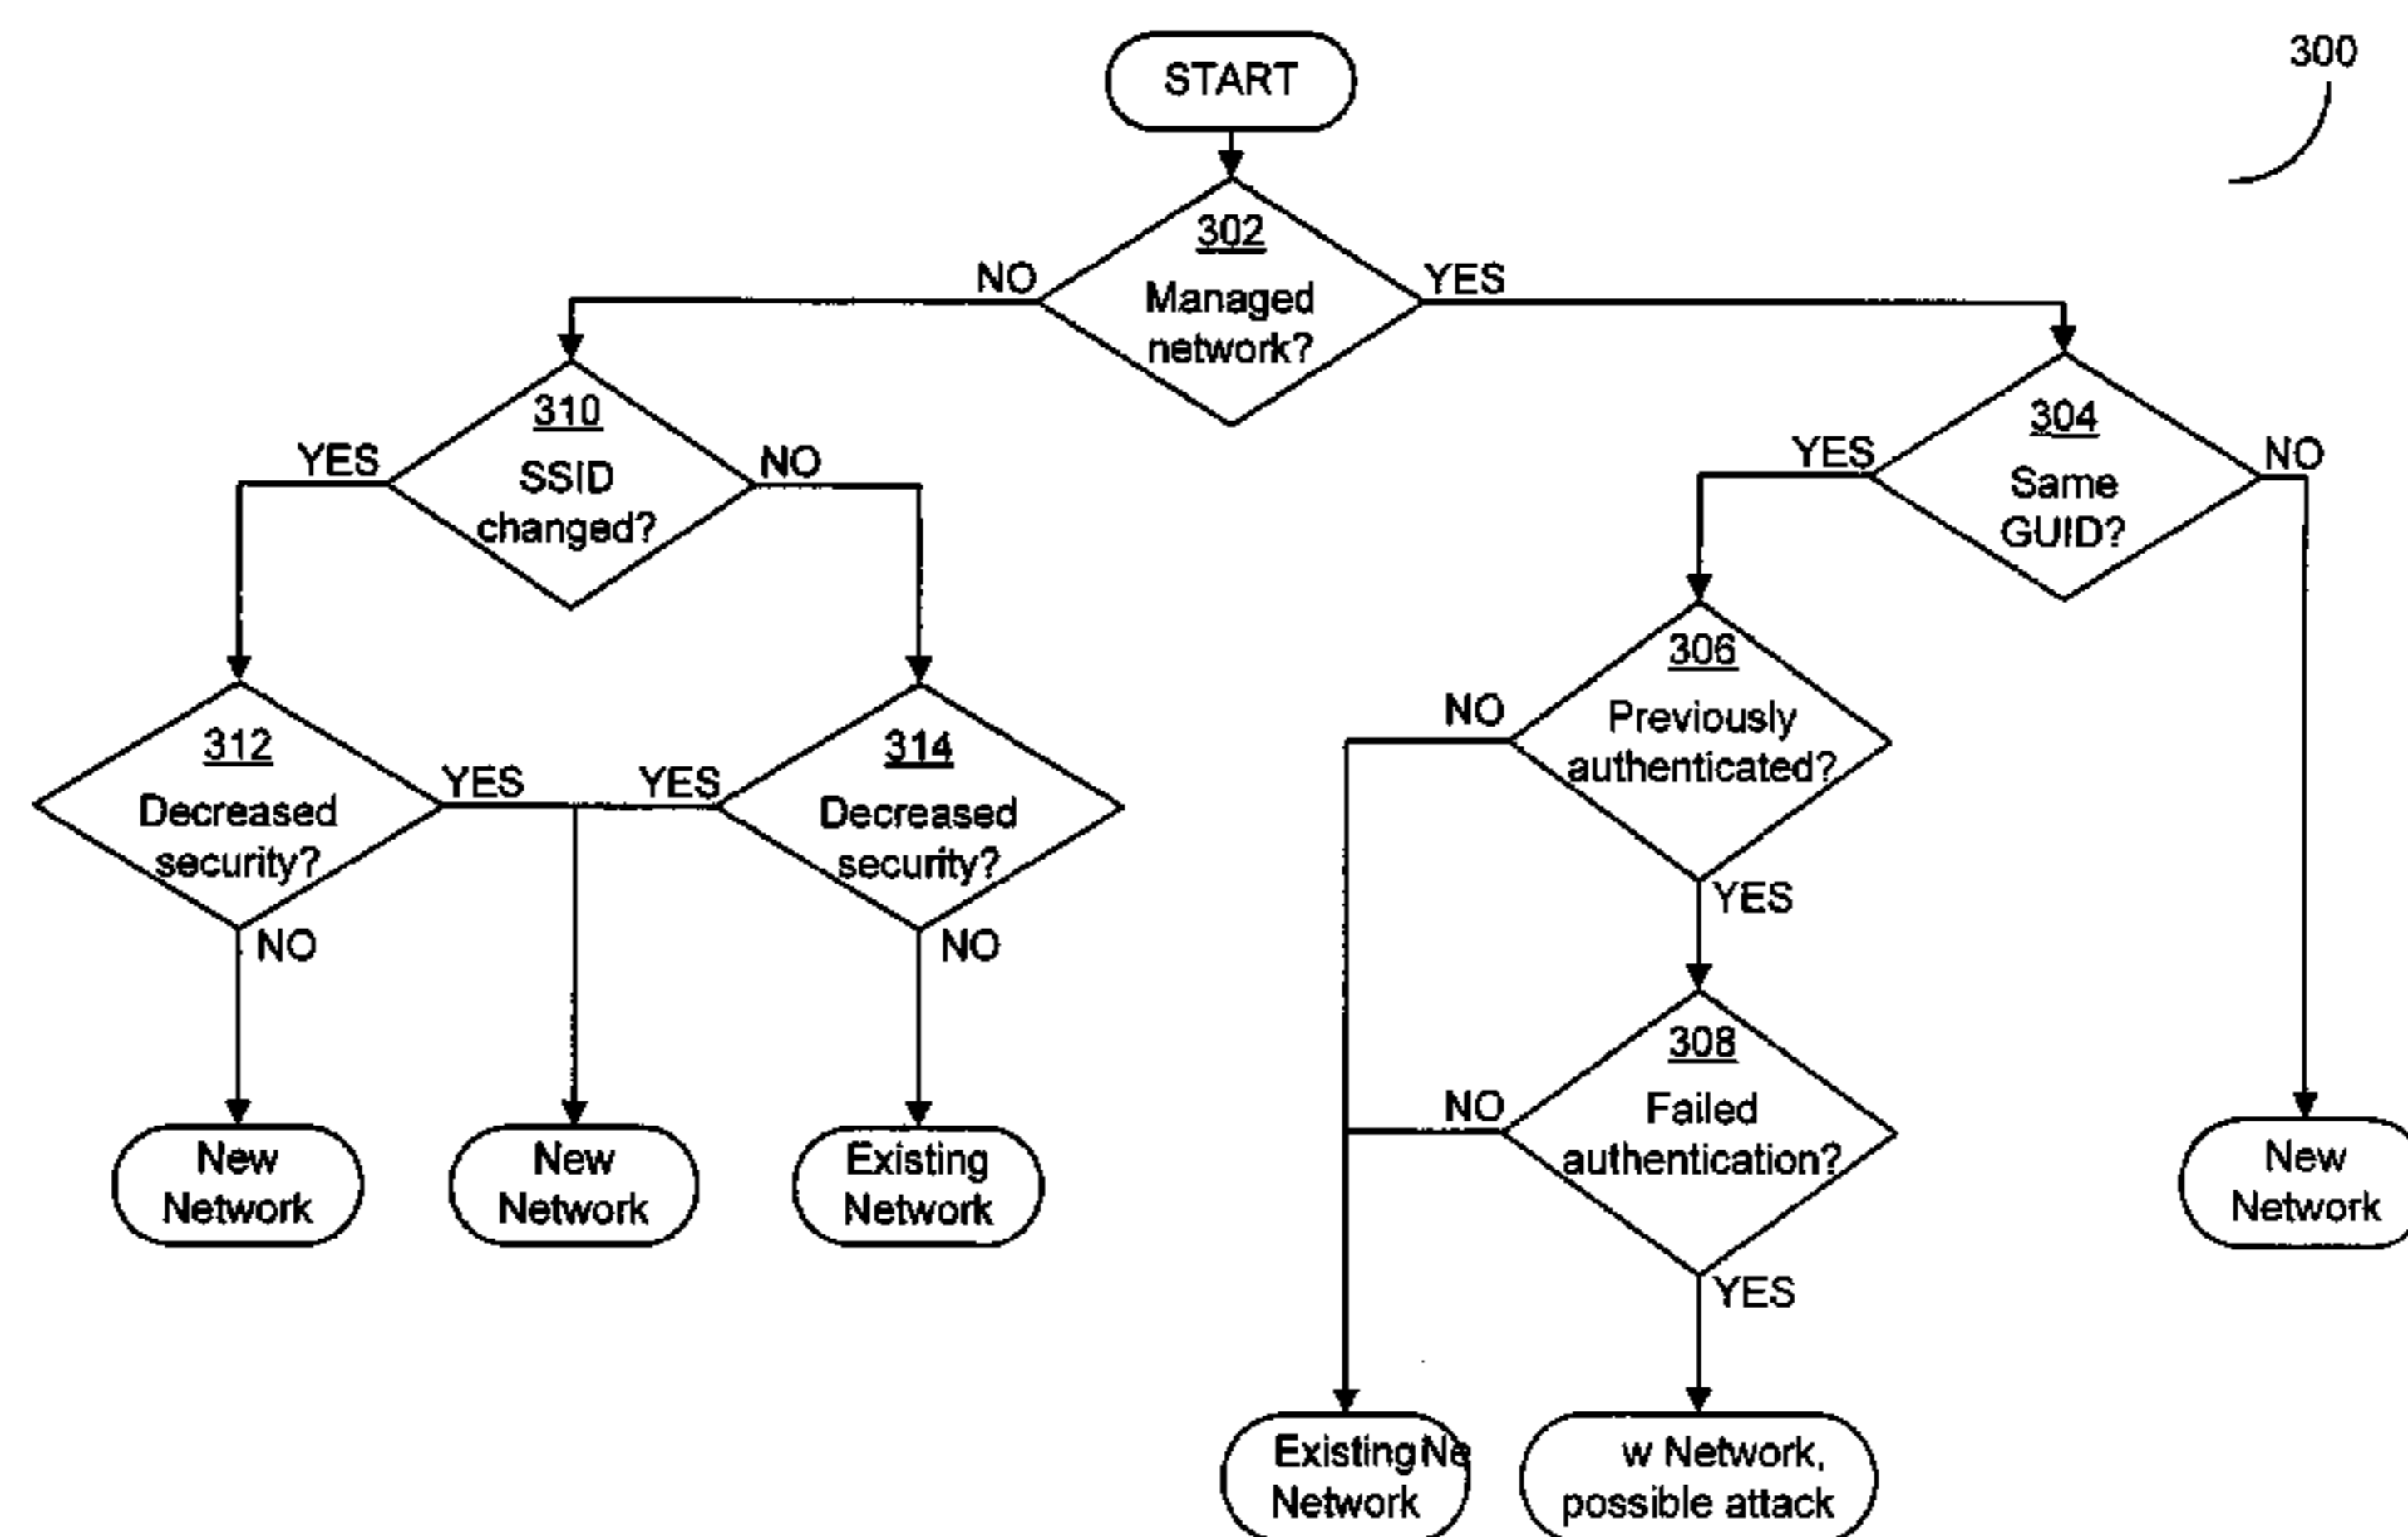 START
300
302
Managed
network?
NO
YES
310
SSID
changed?
YES
NO
304
Same
GUID?
YES
NO
306
Previously
authenticated?
NO
YES
312
Decreased
security?
YES
NO
314
Decreased
security?
YES
NO
308
Failed
authentication?
NO
YES
New
Network
New
Network
Existing
Network
New
Network
Existing Ne
Network
w Network,
possible attack